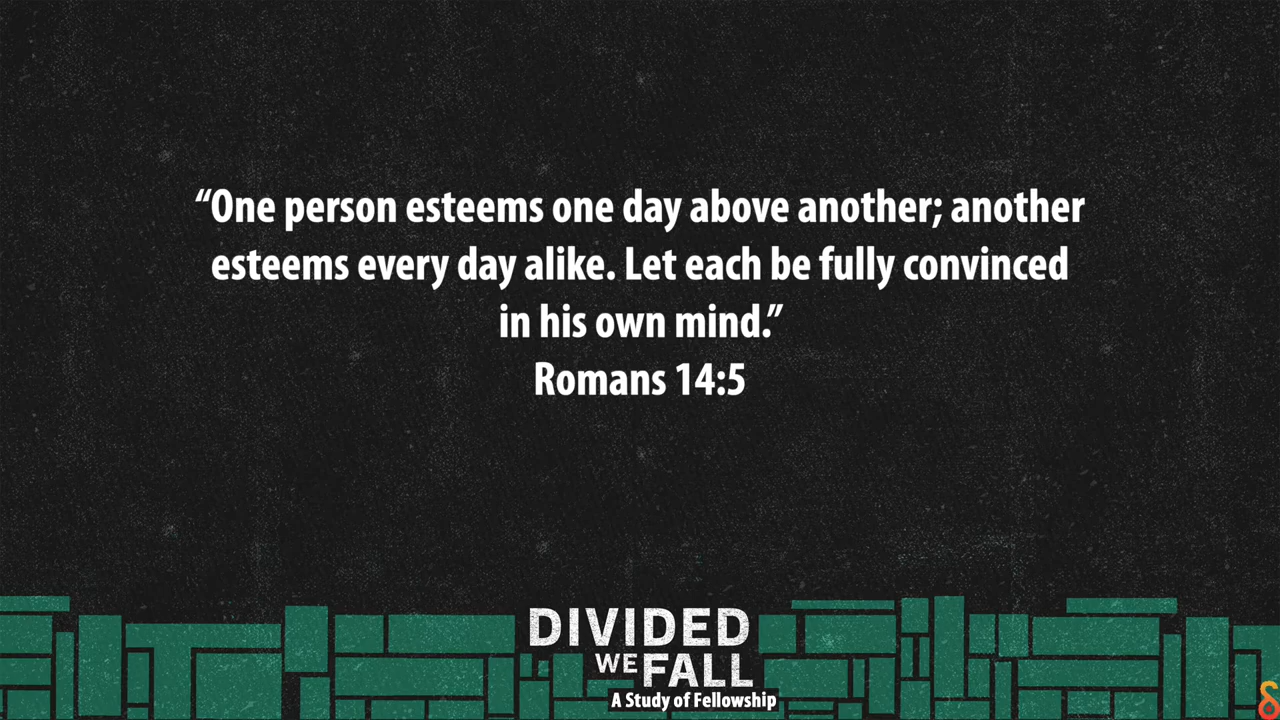 “One person esteems one day above another; another
esteems every day alike. Let each be fully convinced
in his own mind.”
Romans 14:5
DIVIDED
WE FALL
A Study of Fellowship